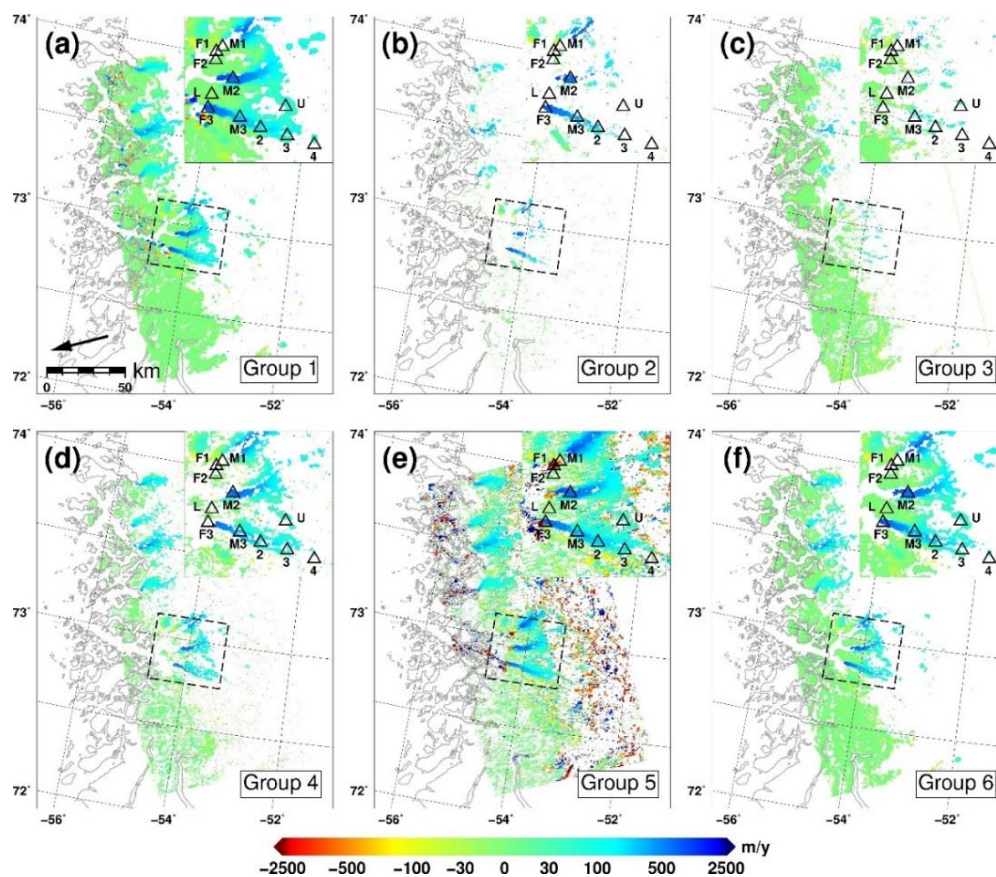 74°
(a)
F1
M1
F2
M2
L
U
F3
M3
2
3
4
73°
72°
km
0
50
Group 1
−56°
−54°
−52°
(b)
F1
M1
F2
M2
L
U
F3
M3
2
3
4
Group 2
−56°
−54°
−52°
(c)
F1
M1
F2
M2
L
U
F3
M3
2
3
4
Group 3
−56°
−54°
−52°
74°
73°
72°
74°
73°
72°
74°
(d)
F1
M1
F2
M2
L
U
F3
M3
2
3
4
73°
72°
Group 4
−56°
−54°
−52°
74°
(e)
F1
M1
F2
M2
L
U
F3
M3
2
3
4
73°
72°
Group 5
−56°
−54°
−52°
74°
(f)
F1
M1
F2
M2
L
U
F3
M3
2
3
4
73°
72°
Group 6
−56°
−54°
−52°
m/y
−2500 −500 −100 −30 0 30 100 500 2500